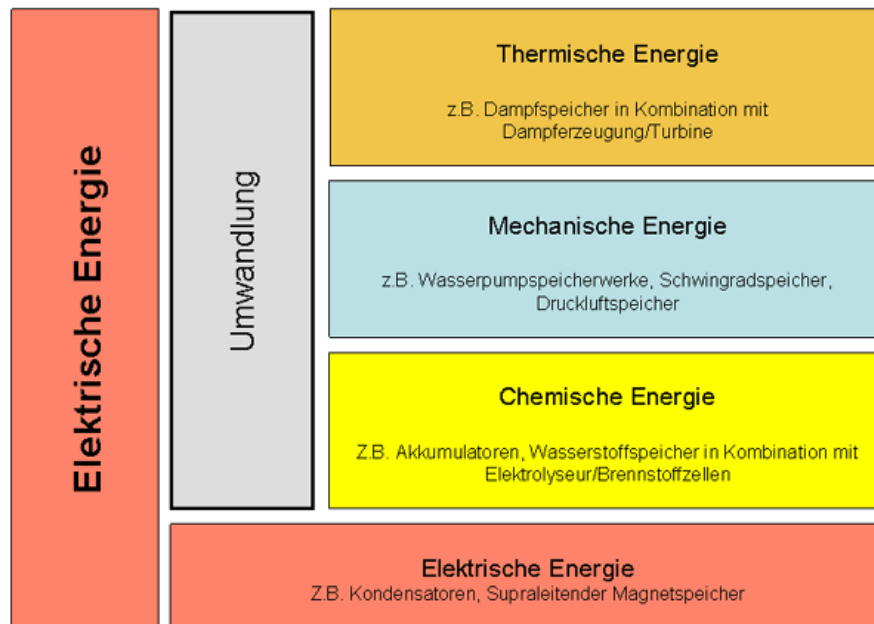 Elektrische Energie
Umwandlung
Thermische Energie
z.B. Dampfspeicher in Kombination mit
Dampferzeugung/Turbine
Mechanische Energie
z.B. Wasserpumpspeicherwerke, Schwingradspeicher,
Druckluftspeicher
Chemische Energie
Z.B. Akkumulatoren, Wasserstoffspeicher in Kombination mit
Elektrolyseur/Brennstoffzellen
Elektrische Energie
Z.B. Kondensatoren, Supraleitender Magnetspeicher